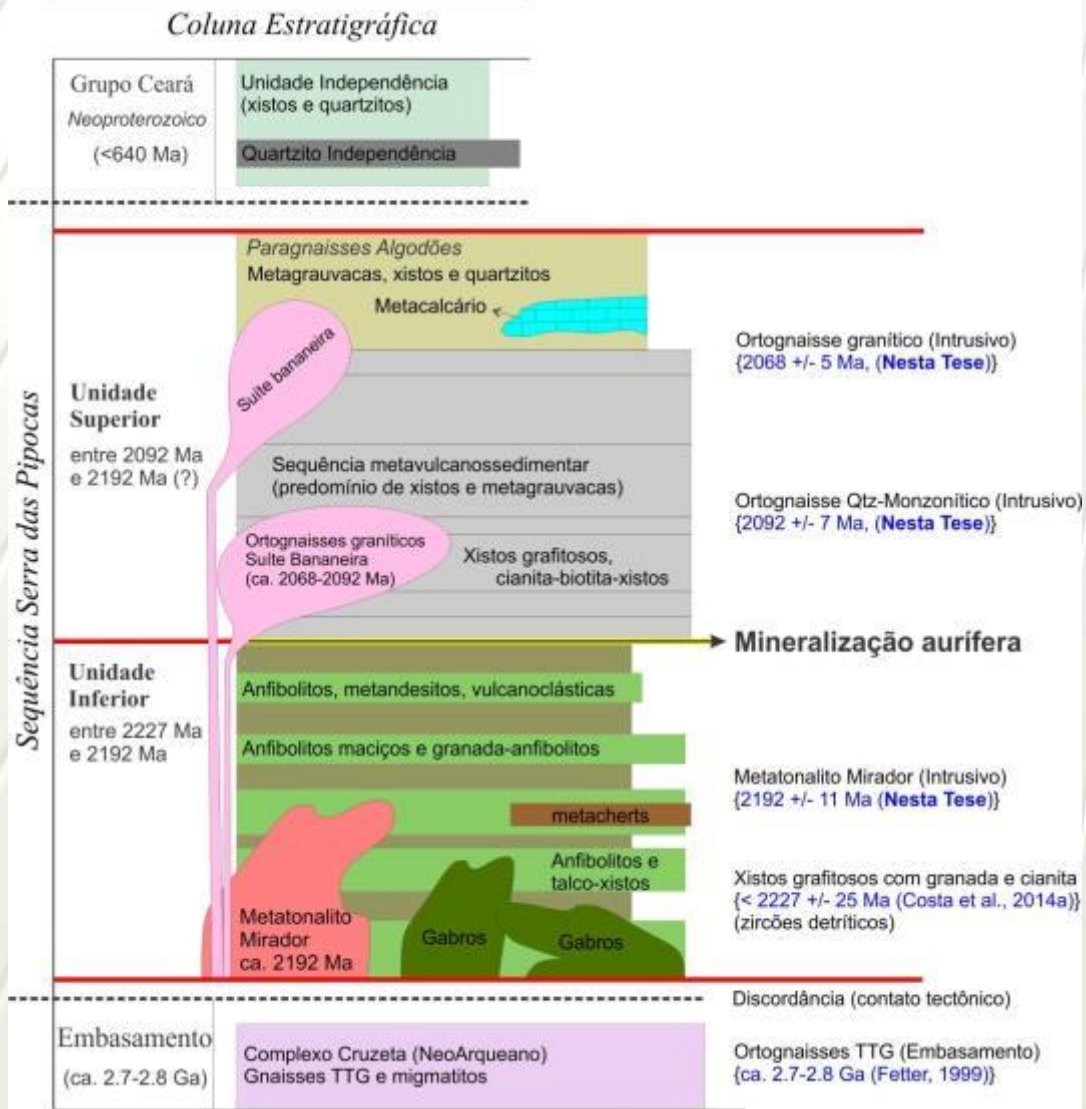 Coluna Estratigráfica
Grupo Ceará
Neoproterozoico
(<640 Ma)
Unidade Independência
(xistos e quartzitos)
Quartzito Independência
Sequência Serra das Pipocas
Unidade
Superior
entre 2092 Ma
e 2192 Ma (?)
Paragnaisses Algodões
Metagrauvacas, xistos e quartzitos
Metacalcário
Suíte bananeira
Sequência metavulcanossedimentar
(predomínio de xistos e metagrauvacas)
Ortognaisses graníticos
Suíte Bananeira
(ca. 2068-2092 Ma)
Xistos grafitosos,
cianita-biotita-xistos
Ortognaisse granítico (Intrusivo)
{2068 +/- 5 Ma, (Nesta Tese)}
Ortognaisse Qtz-Monzonítico (Intrusivo)
{2092 +/- 7 Ma, (Nesta Tese)}
Mineralização aurífera
Unidade
Inferior
entre 2227 Ma
e 2192 Ma
Anfibolitos, metandesitos, vulcanoclásticas
Anfibolitos maciços e granada-anfibolitos
metacherts
Anfibolitos e
talco-xistos
Metatonalito
Mirador
ca. 2192 Ma
Gabros
Gabros
Metatonalito Mirador (Intrusivo)
{2192 +/- 11 Ma (Nesta Tese)}
Xistos grafitosos com granada e cianita
{< 2227 +/- 25 Ma (Costa et al., 2014a)}
(zircões detríticos)
Discordância (contato tectônico)
Embasamento
(ca. 2.7-2.8 Ga)
Complexo Cruzeta (NeoArqueano)
Gnaisses TTG e migmatitos
Ortognaisses TTG (Embasamento)
{ca. 2.7-2.8 Ga (Fetter, 1999)}